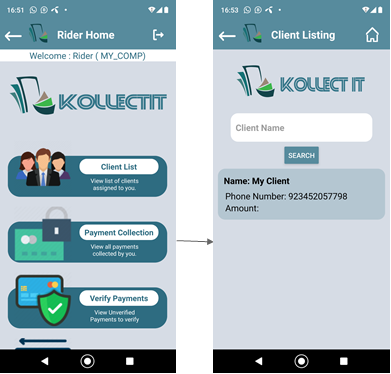 16:51
Rider Home
Welcome : Rider ( MY_COMP)
KOLLECTIT
Client List
View list of clients
assigned to you.
Payment Collection
View all payments
collected by you.
Verify Payments
View Unverified
Payments to verify
16:53
Client Listing
KOLLECT IT
Client Name
SEARCH
Name: My Client
Phone Number: 923452057798
Amount: